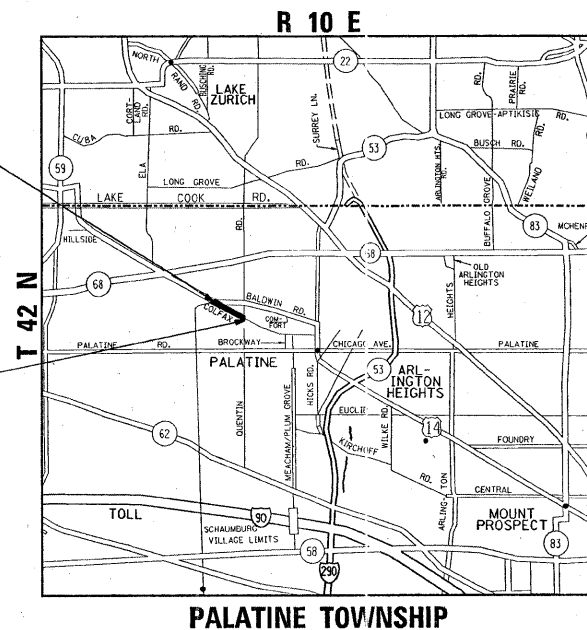 R 10 E
NORTH
RAND RD.
BUSCHING RD.
22
LAKE
ZURICH
CORT-
LAND
RD.
CUBA RD.
SURREY LN.
RD.
PRAIRIE
RD.
LONG GROVE-APTIKISIC RD.
53
BUSCH RD.
59
ELA
RD.
LONG GROVE
ARLINGTON HTS.
RD.
WEILAND
LAKE COOK RD.
BUFFALO GROVE
83
MCHENR
HILLSIDE
RD.
68
OLD
ARLINGTON
HEIGHTS
68
T 42 N
BALDWIN RD.
COLFAX
COM-
FORT
HEIGHTS
12
PALATINE RD.
BROCKWAY
CHICAGO AVE.
PALATINE
PALATINE
53
ARL-
INGTON
HEIGHTS
HICKS RD.
MEACHAM/PLUM GROVE
QUENTIN
EUCLID
WILKE RD.
14
62
KIRCHOFF
RD.
FOUNDRY
CENTRAL
ARLING-TON
TOLL
90
SCHAUMBURG
VILLAGE LIMITS
58
MOUNT
PROSPECT
83
290
PALATINE TOWNSHIP